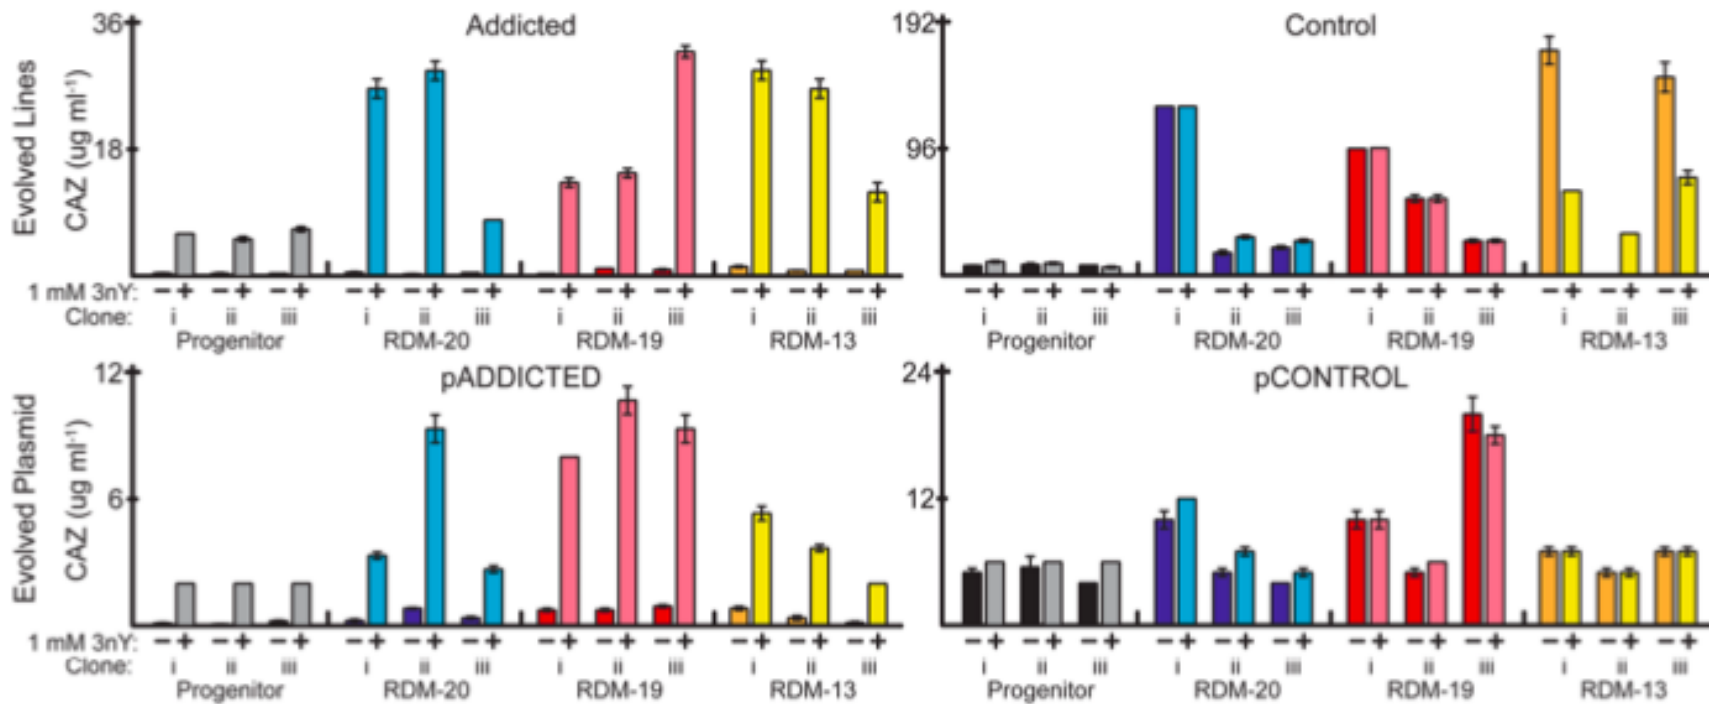 Addicted
Control
Evolved Lines
CAZ (ug ml⁻¹)
36
18
192
96
1 mM 3nY: − + − + − + − + − + − + − + − + − + − + − + − +
− + − + − + − + − + − + − + − + − + − + − + − +
Clone: i ii iii i ii iii i ii iii i ii iii
i ii iii i ii iii i ii iii i ii iii
Progenitor RDM-20 RDM-19 RDM-13
Progenitor RDM-20 RDM-19 RDM-13
pADDICTED
pCONTROL
Evolved Plasmid
CAZ (ug ml⁻¹)
12
6
24
12
1 mM 3nY: − + − + − + − + − + − + − + − + − + − + − + − +
− + − + − + − + − + − + − + − + − + − + − + − +
Clone: i ii iii i ii iii i ii iii i ii iii
i ii iii i ii iii i ii iii i ii iii
Progenitor RDM-20 RDM-19 RDM-13
Progenitor RDM-20 RDM-19 RDM-13